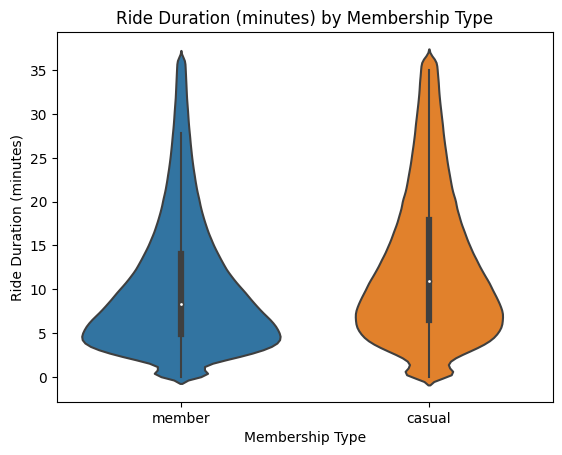 Ride Duration (minutes) by Membership Type
Ride Duration (minutes)
35
30
25
20
15
10
5
0
member
casual
Membership Type